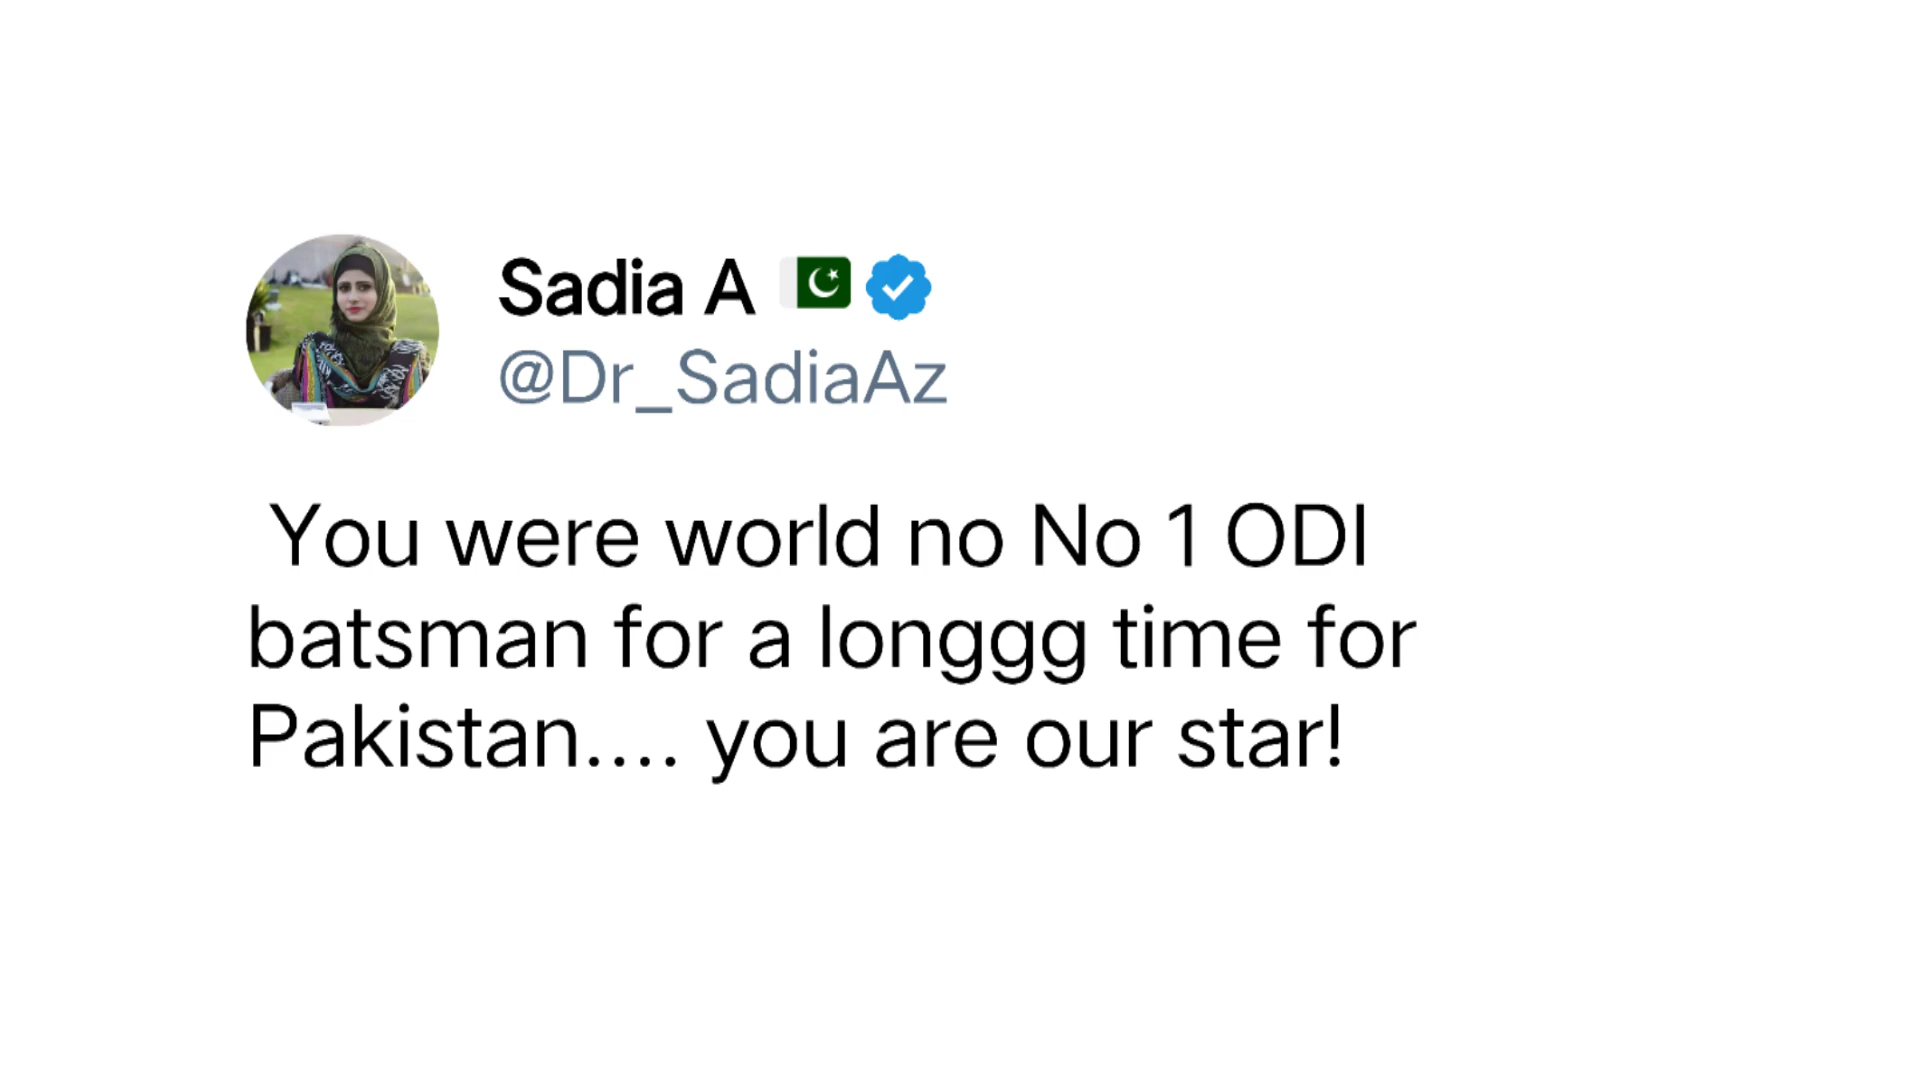 Sadia A 🇵🇰
@Dr_SadiaAz
You were world no No 1 ODI
batsman for a longgg time for
Pakistan.... you are our star!